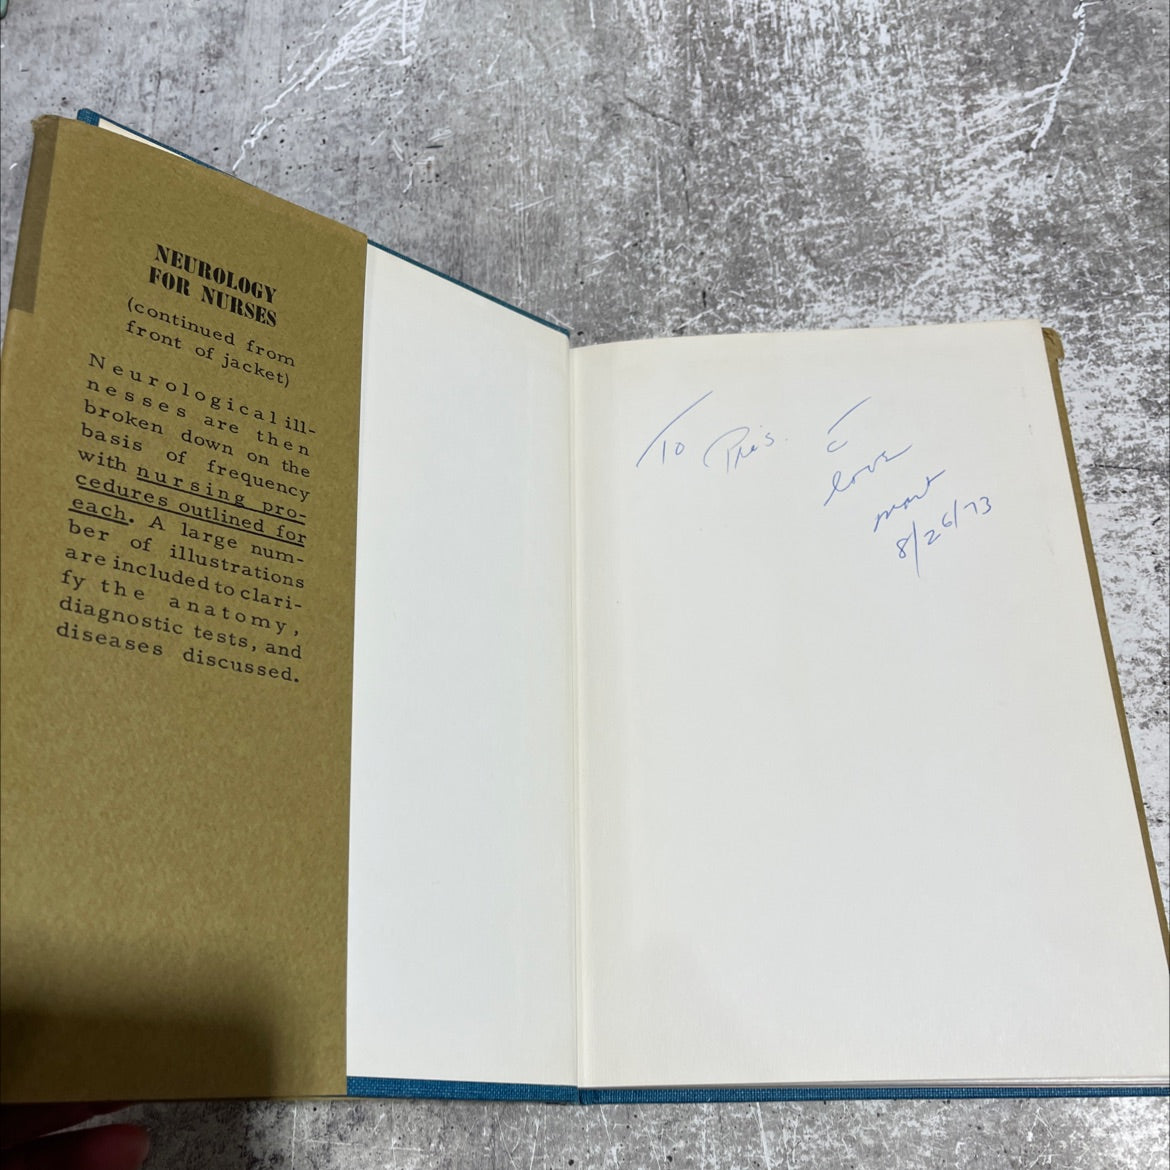 NEUROLOGY
FOR NURSES
(continued from
front of jacket)
Neurological ill-
nesses are then
broken down on the
basis of frequency
with nursing pro-
cedures outlined for
each. A large num-
ber of illustrations
are included to clari-
fy the anatomy,
diagnostic tests, and
diseases discussed.
To Pris.
love
8/26/73